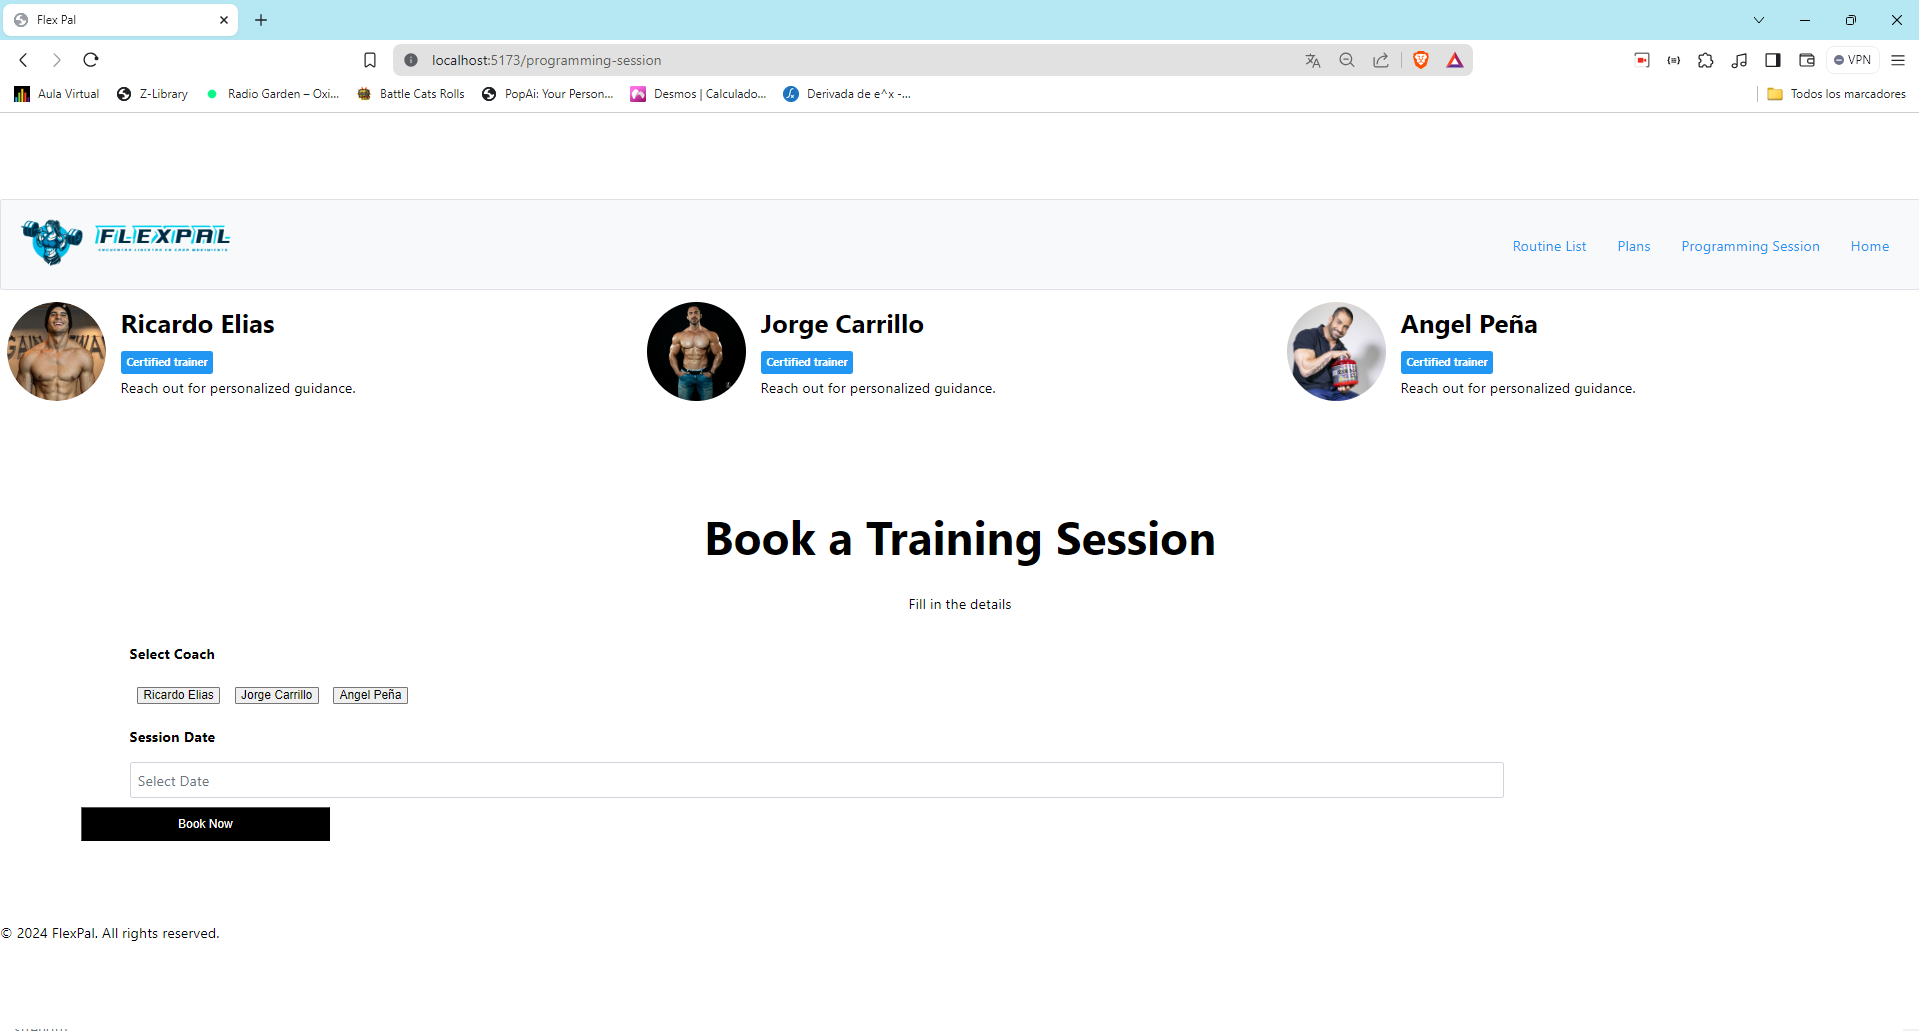 Flex Pal
localhost:5173/programming-session
VPN
Aula Virtual
Z-Library
Radio Garden – Oxi...
Battle Cats Rolls
PopAi: Your Person...
Desmos | Calculado...
Derivada de e^x -...
Todos los marcadores
FLEXPAL
Routine List
Plans
Programming Session
Home
Ricardo Elias
Certified trainer
Reach out for personalized guidance.
Jorge Carrillo
Certified trainer
Reach out for personalized guidance.
Angel Peña
Certified trainer
Reach out for personalized guidance.
Book a Training Session
Fill in the details
Select Coach
Ricardo Elias
Jorge Carrillo
Angel Peña
Session Date
Select Date
Book Now
© 2024 FlexPal. All rights reserved.